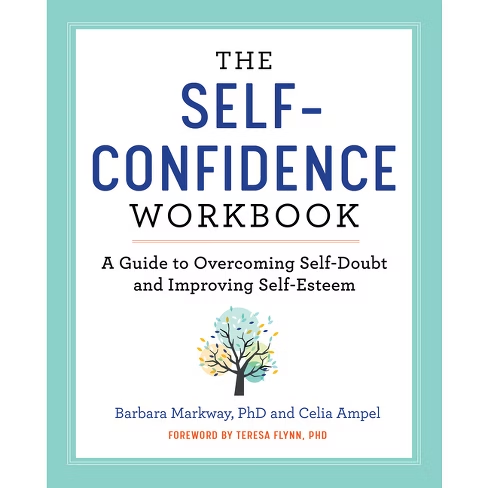 THE
SELF-
CONFIDENCE
WORKBOOK
A Guide to Overcoming Self-Doubt
and Improving Self-Esteem
Barbara Markway, PhD and Celia Ampel
FOREWORD BY TERESA FLYNN, PHD